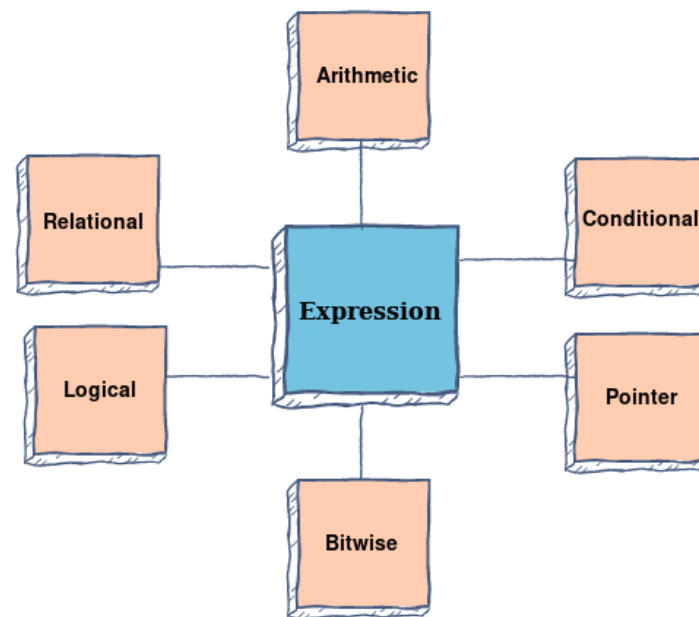 Arithmetic
Relational
Conditional
Expression
Logical
Pointer
Bitwise